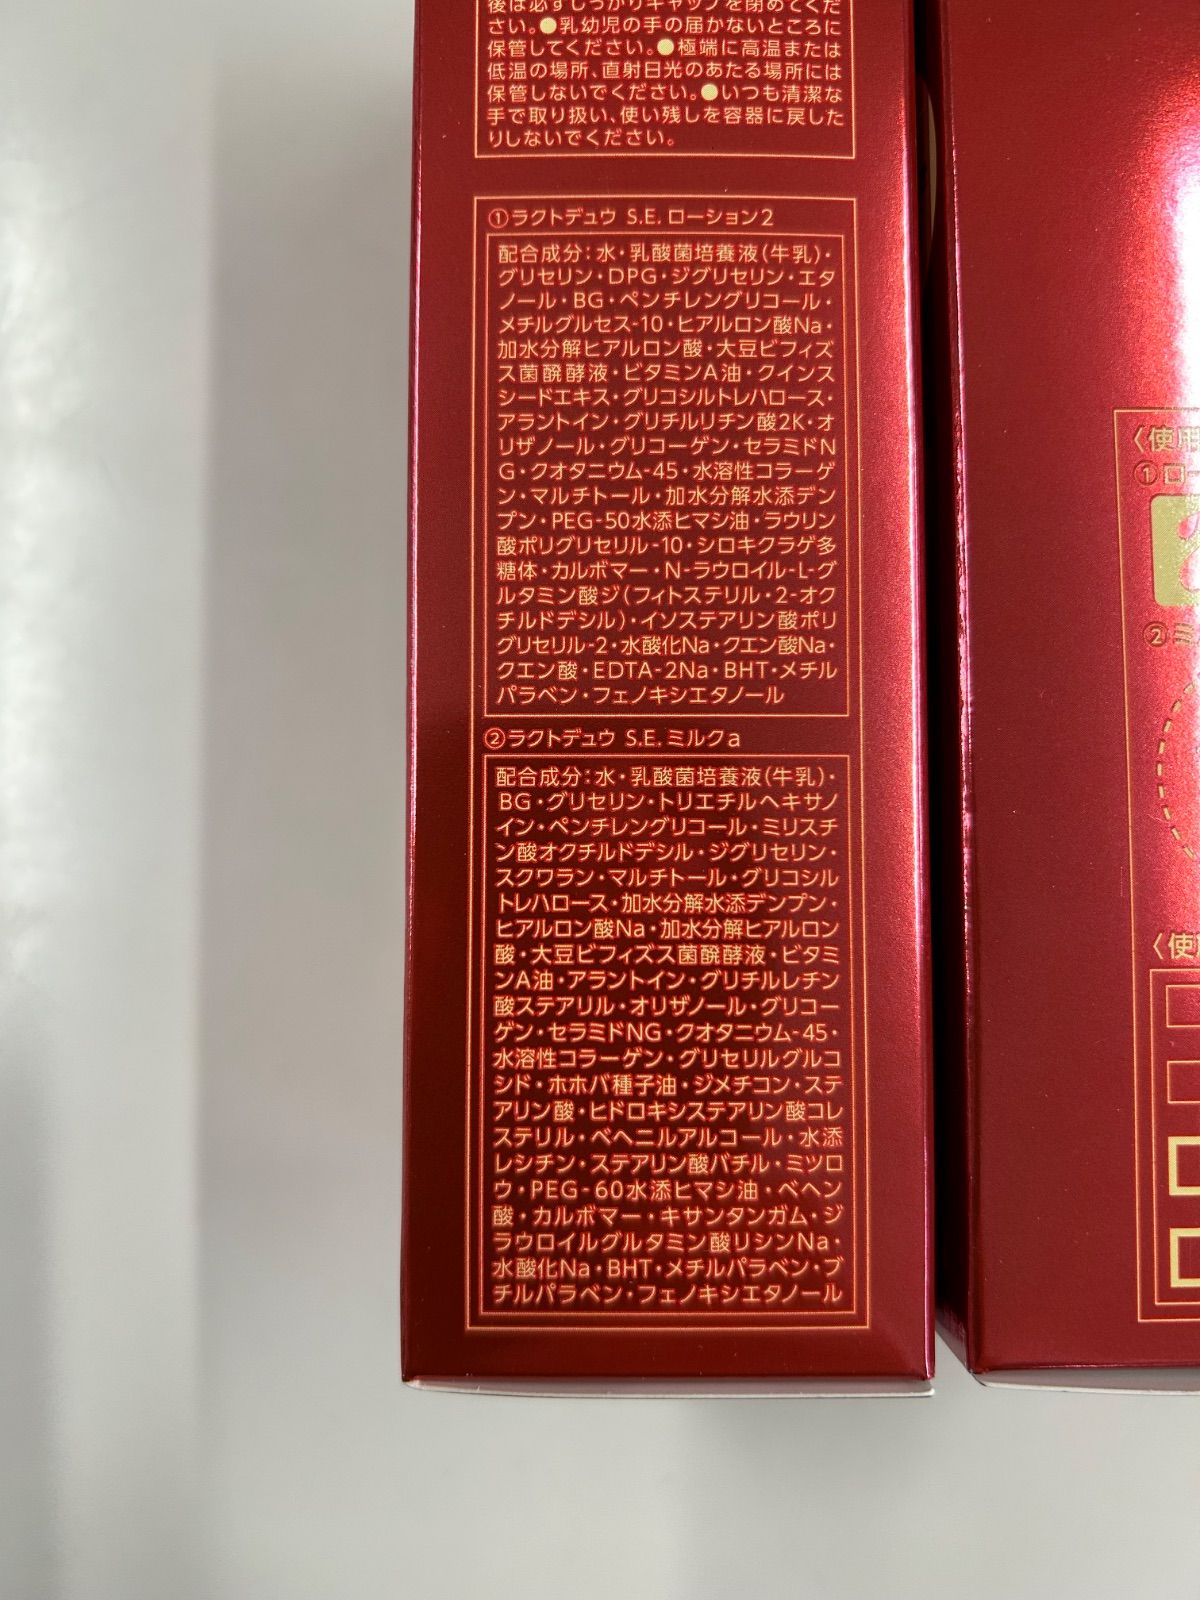 後は必ずしっかりキャップを閉めてくだ
さい。●乳幼児の手の届かないところに
保管してください。●極端に高温または
低温の場所、直射日光のあたる場所には
保管しないでください。●いつも清潔な
手で取り扱い、使い残しを容器に戻した
りしないでください。
①ラクトデュウ S.E. ローション2
配合成分：水・乳酸菌培養液(牛乳)・
グリセリン・DPG・ジグリセリン・エタ
ノール・BG・ペンチレングリコール・
メチルグルセス-10・ヒアルロン酸Na・
加水分解ヒアルロン酸・大豆ビフィズ
ス菌醗酵液・ビタミンA油・クインス
シードエキス・グリコシルトレハロース・
アラントイン・グリチルリチン酸2K・オ
リザノール・グリコーゲン・セラミドN
G・クオタニウム-45・水溶性コラーゲ
ン・マルチトール・加水分解水添デン
プン・PEG-50水添ヒマシ油・ラウリン
酸ポリグリセリル-10・シロキクラゲ多
糖体・カルボマー・N-ラウロイル-L-グ
ルタミン酸ジ(フィトステリル・2-オク
チルドデシル)・イソステアリン酸ポリ
グリセリル-2・水酸化Na・クエン酸Na・
クエン酸・EDTA-2Na・BHT・メチル
パラベン・フェノキシエタノール
②ラクトデュウ S.E. ミルクa
配合成分：水・乳酸菌培養液(牛乳)・
BG・グリセリン・トリエチルヘキサノ
イン・ペンチレングリコール・ミリスチ
ン酸オクチルドデシル・ジグリセリン・
スクワラン・マルチトール・グリコシル
トレハロース・加水分解水添デンプン・
ヒアルロン酸Na・加水分解ヒアルロン
酸・大豆ビフィズス菌醗酵液・ビタミ
ンA油・アラントイン・グリチルレチン
酸ステアリル・オリザノール・グリコー
ゲン・セラミドNG・クオタニウム-45・
水溶性コラーゲン・グリセリルグルコ
シド・ホホバ種子油・ジメチコン・ステ
アリン酸・ヒドロキシステアリン酸コレ
ステリル・ベヘニルアルコール・水添
レシチン・ステアリン酸バチル・ミツロ
ウ・PEG-60水添ヒマシ油・ベヘン
酸・カルボマー・キサンタンガム・ジ
ラウロイルグルタミン酸リシンNa・
水酸化Na・BHT・メチルパラベン・ブ
チルパラベン・フェノキシエタノール
〈使用
①ロー
②ミ
〈使